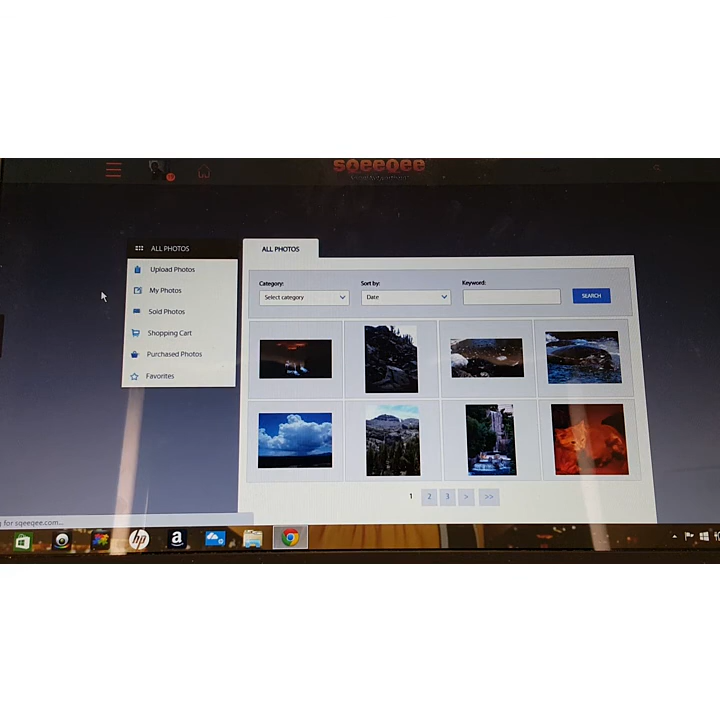 sqeeqee
ALL PHOTOS
Upload Photos
My Photos
Sold Photos
Shopping Cart
Purchased Photos
Favorites
ALL PHOTOS
Category: Sort by: Keyword:
Select category Date SEARCH
1 2 3 > >>
g for sqeeqee.com...
hp
a